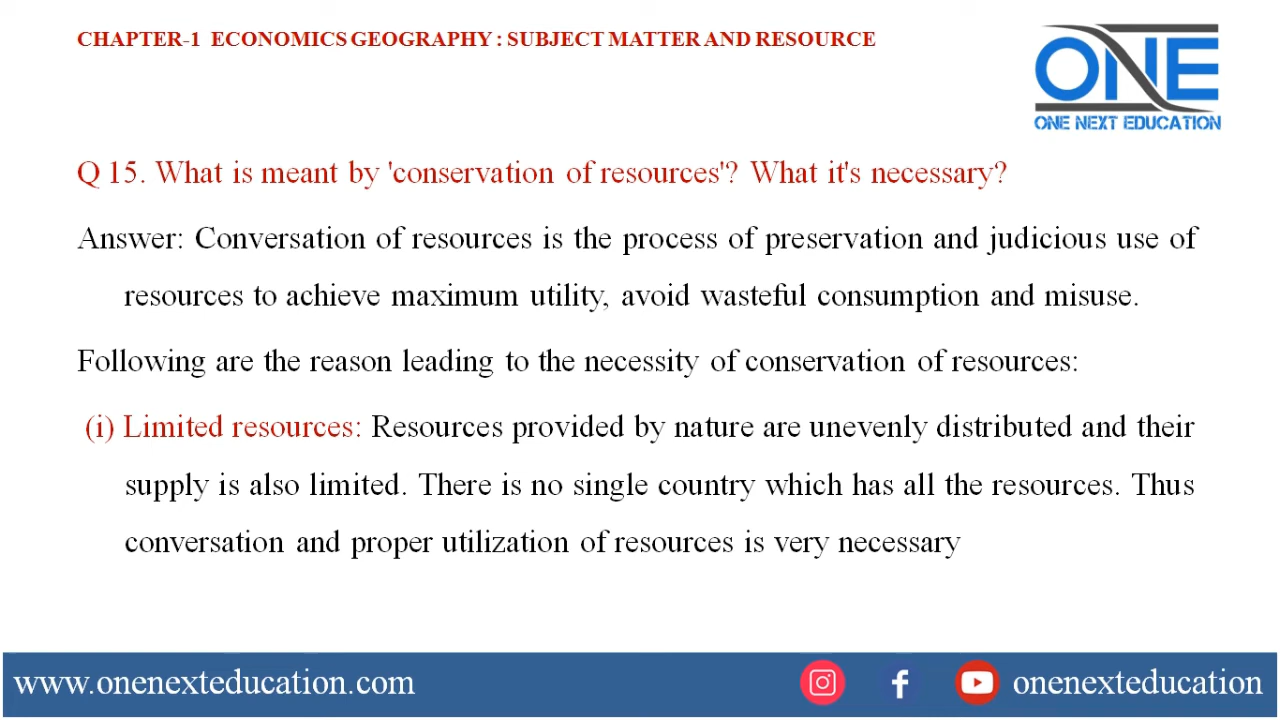 CHAPTER-1 ECONOMICS GEOGRAPHY : SUBJECT MATTER AND RESOURCE
ONE
ONE NEXT EDUCATION
Q 15. What is meant by 'conservation of resources'? What it's necessary?
Answer: Conversation of resources is the process of preservation and judicious use of
resources to achieve maximum utility, avoid wasteful consumption and misuse.
Following are the reason leading to the necessity of conservation of resources:
(i) Limited resources: Resources provided by nature are unevenly distributed and their
supply is also limited. There is no single country which has all the resources. Thus
conversation and proper utilization of resources is very necessary
www.onenexteducation.com
onenexteducation